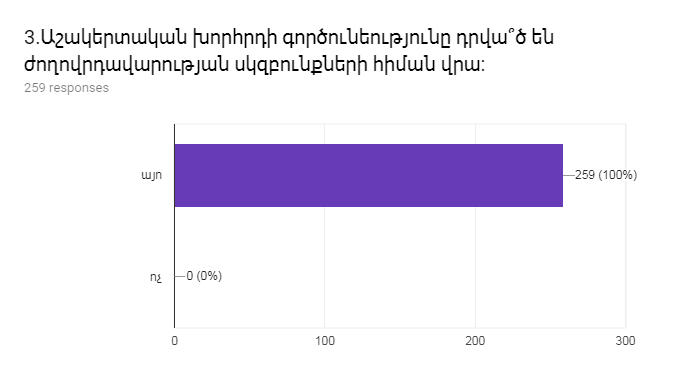 3.Աշակերտական խորհրդի գործունեությունը դրվա՞ծ են
ժողովրդավարության սկզբունքների հիման վրա:
259 responses
այո
259 (100%)
ոչ
0 (0%)
0
100
200
300